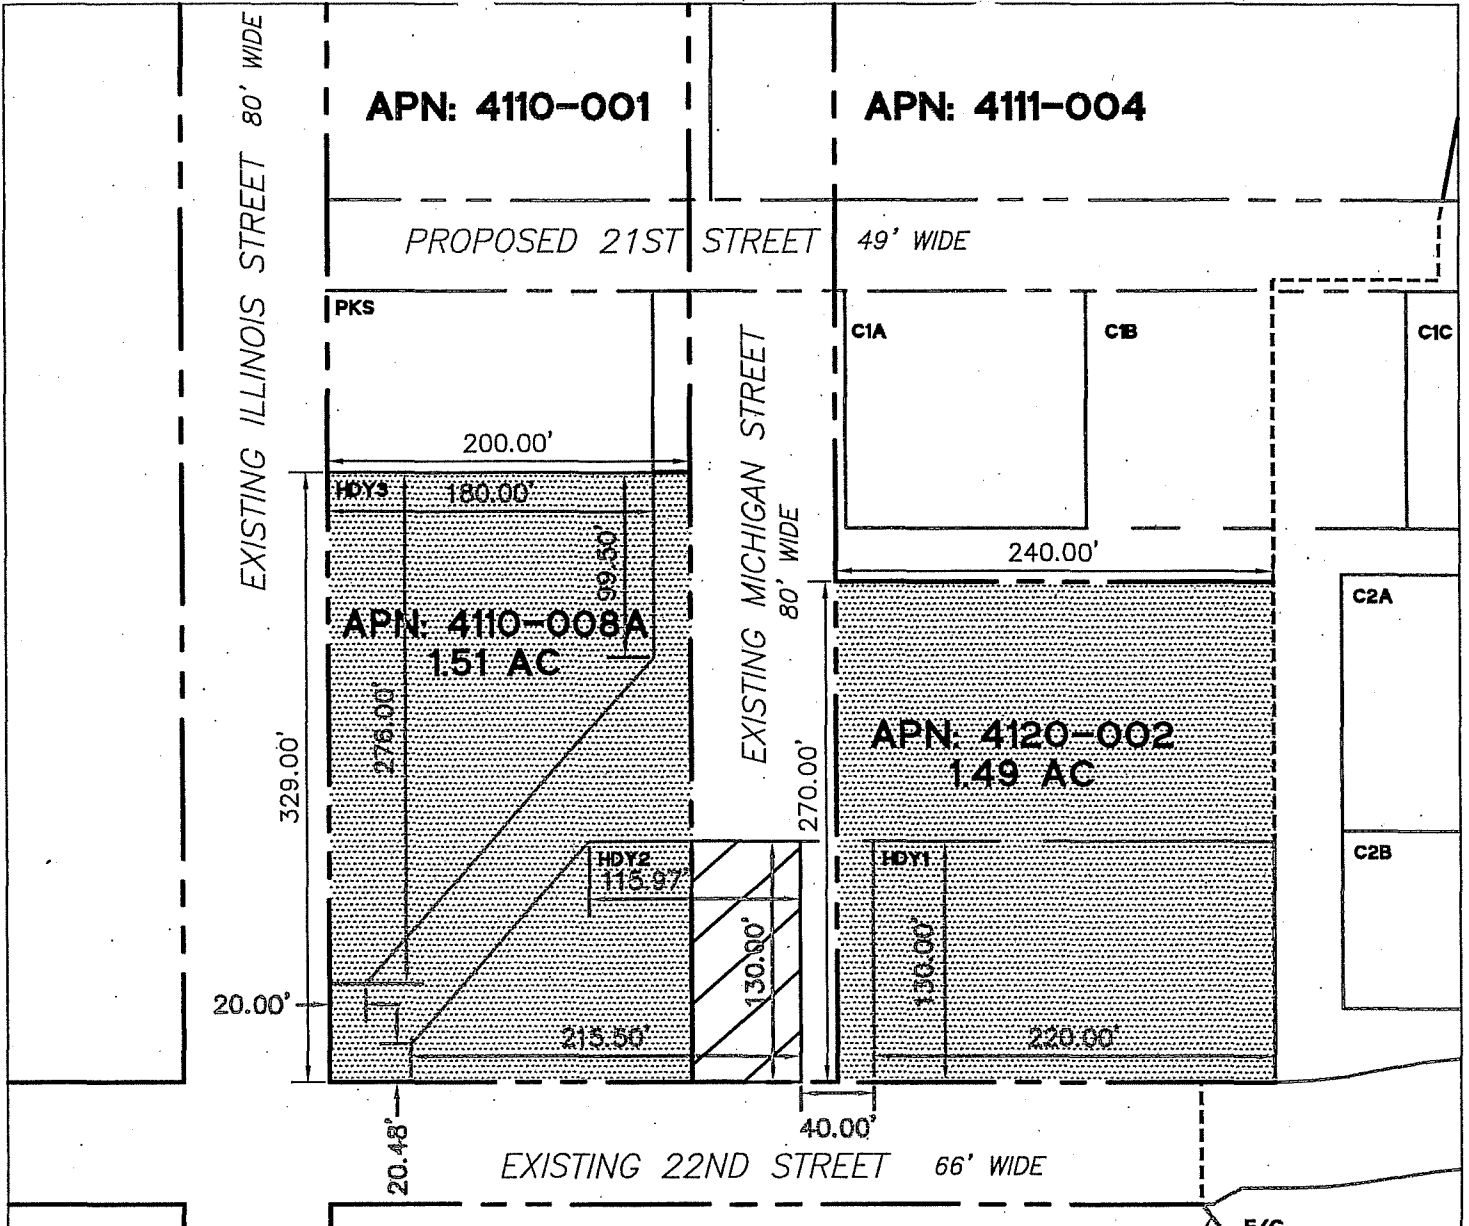 EXISTING ILLINOIS STREET 80' WIDE
APN: 4110-001
APN: 4111-004
PROPOSED 21ST STREET 49' WIDE
PKS
C1A
C1B
C1C
EXISTING MICHIGAN STREET
80' WIDE
200.00'
HDY3
180.00'
99.50'
240.00'
C2A
APN: 4110-008A
1.51 AC
276.00'
329.00'
APN: 4120-002
1.49 AC
270.00'
C2B
HDY2
115.97'
HDY1
130.00'
130.00'
20.00'
215.50'
220.00'
40.00'
20.48'
EXISTING 22ND STREET 66' WIDE